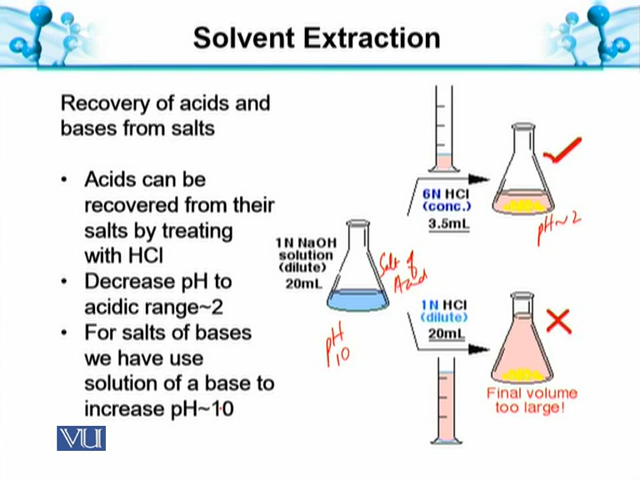 Solvent Extraction
Recovery of acids and
bases from salts
• Acids can be
recovered from their
salts by treating
with HCl
• Decrease pH to
acidic range~2
• For salts of bases
we have use
solution of a base to
increase pH~10
VU
1N NaOH
solution
(dilute)
20mL
Salt of
Acid
pH
10
6N HCl
(conc.)
3.5mL
pH~2
1N HCl
(dilute)
20mL
Final volume
too large!